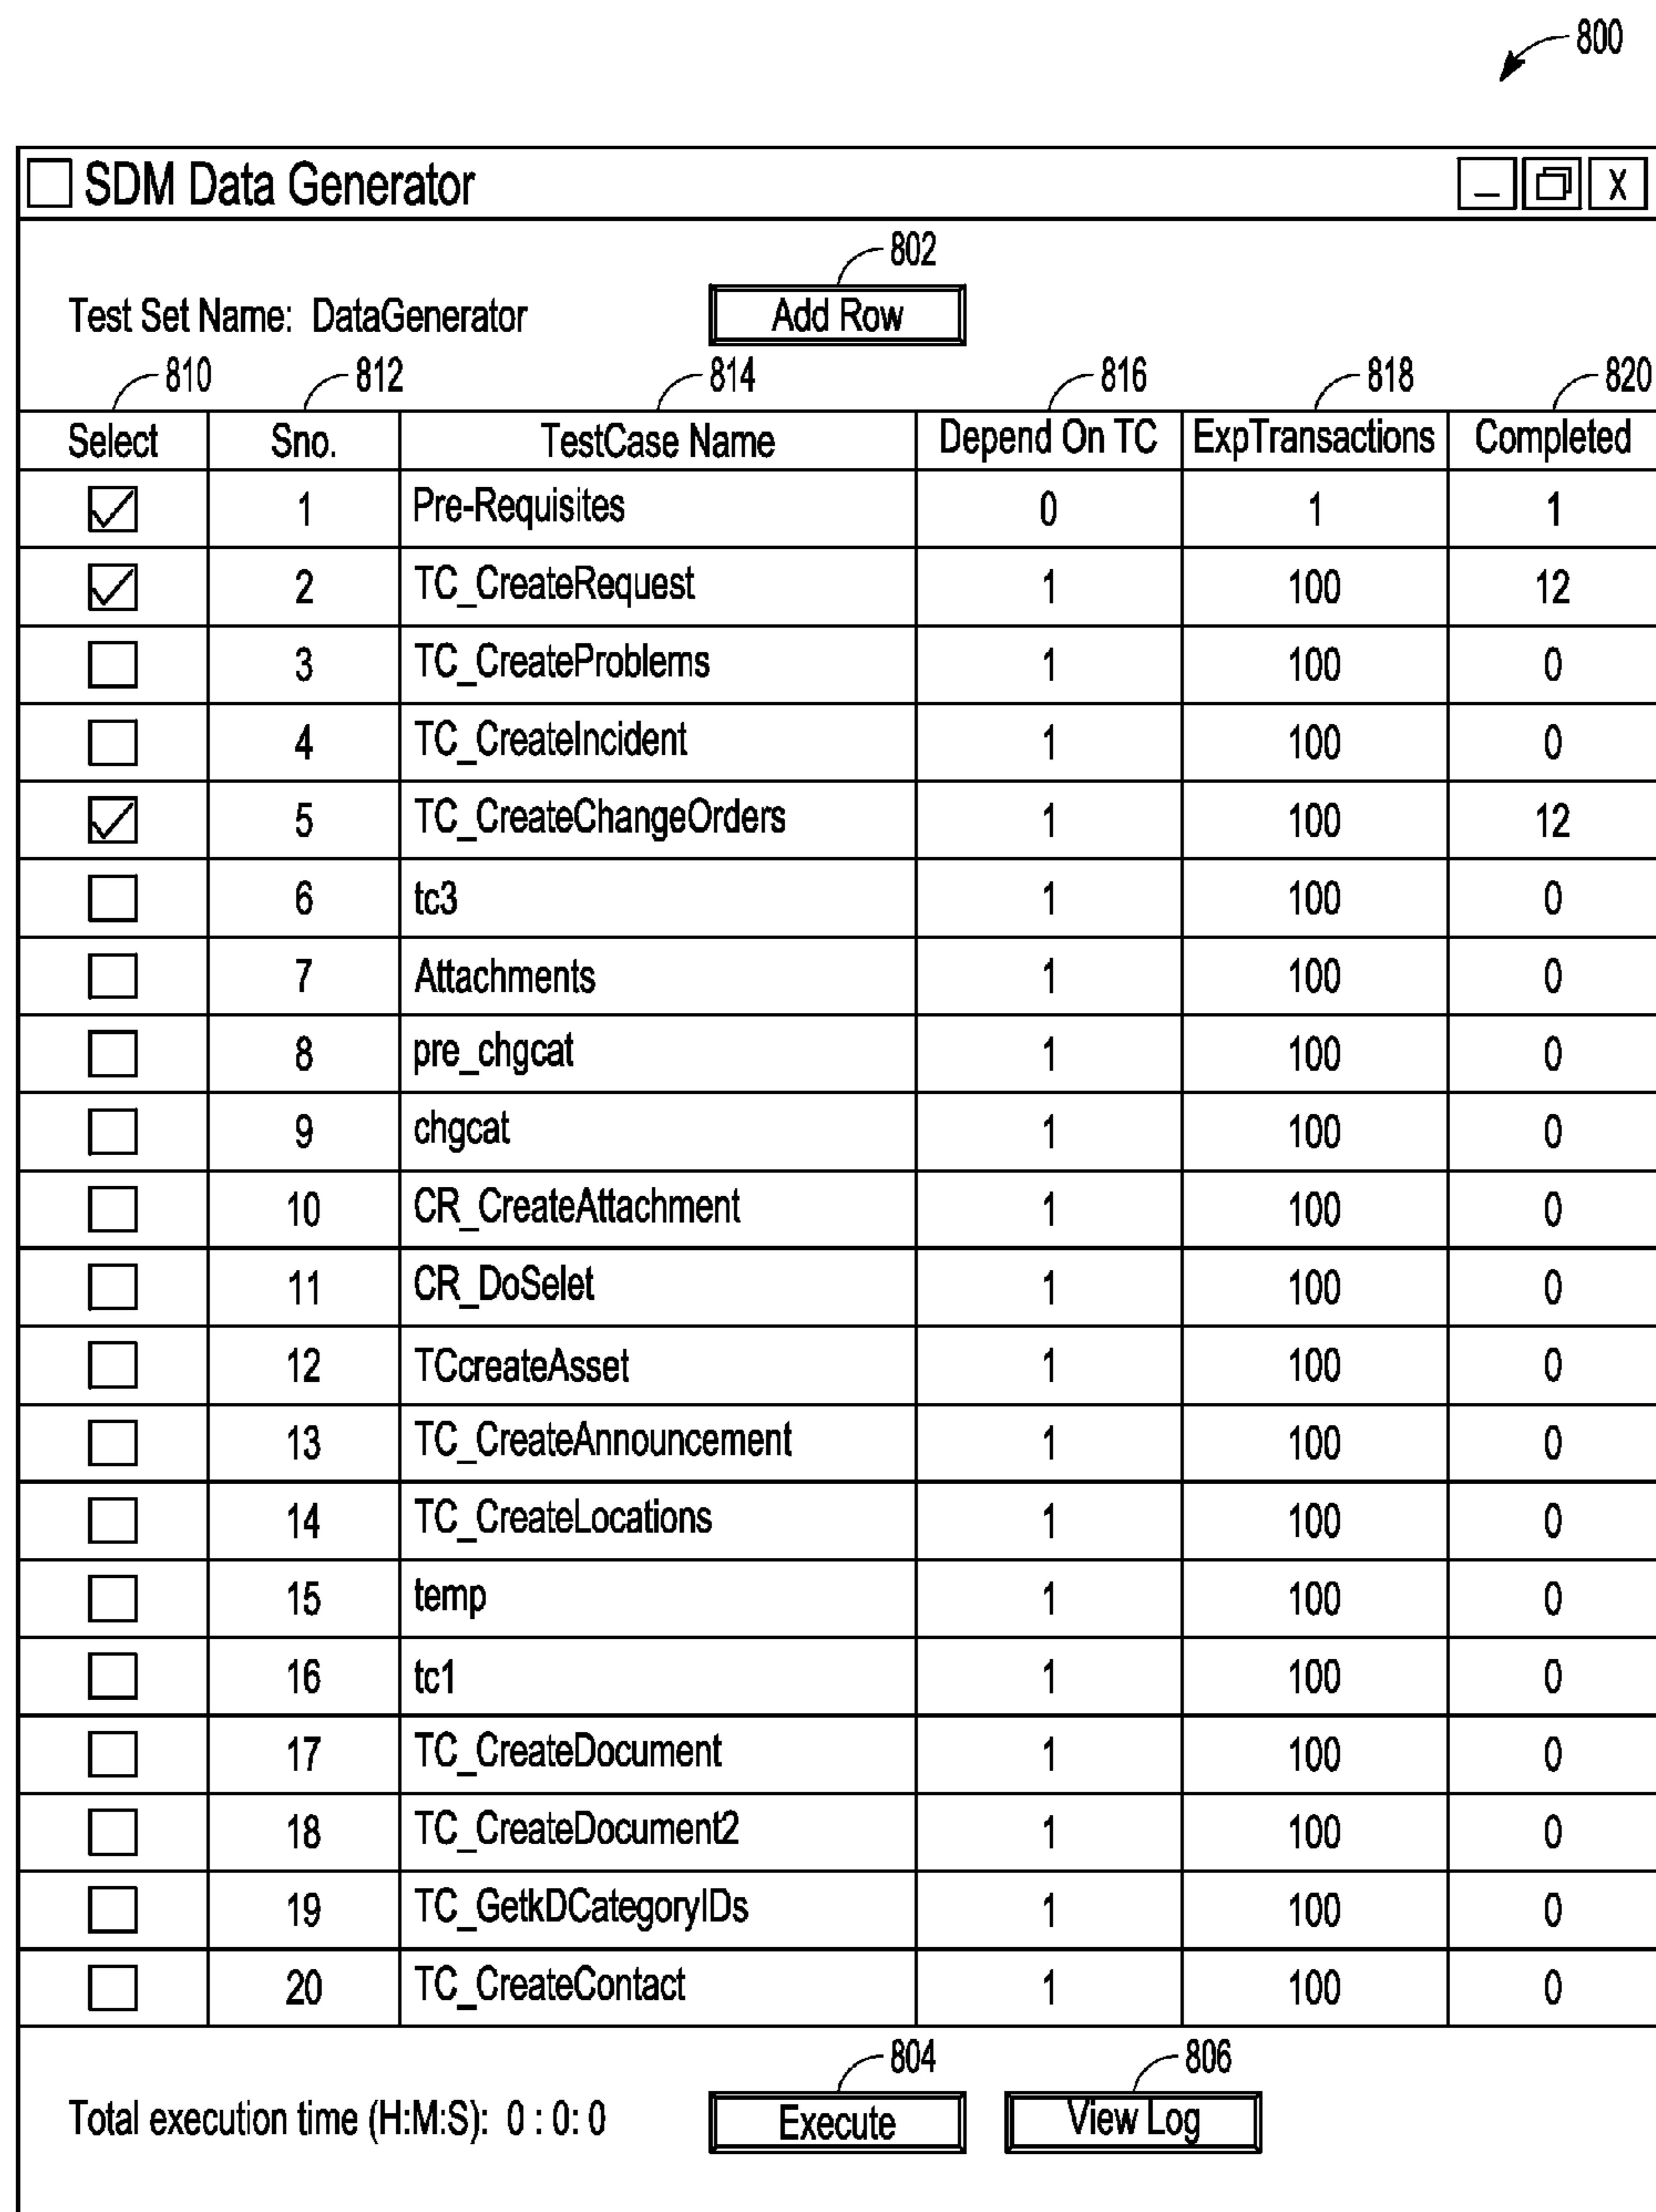 800
SDM Data Generator
802
Test Set Name: DataGenerator Add Row
810 812 814 816 818 820
Select Sno. TestCase Name Depend On TC ExpTransactions Completed
1 Pre-Requisites 0 1 1
2 TC_CreateRequest 1 100 12
3 TC_CreateProblems 1 100 0
4 TC_CreateIncident 1 100 0
5 TC_CreateChangeOrders 1 100 12
6 tc3 1 100 0
7 Attachments 1 100 0
8 pre_chgcat 1 100 0
9 chgcat 1 100 0
10 CR_CreateAttachment 1 100 0
11 CR_DoSelet 1 100 0
12 TCcreateAsset 1 100 0
13 TC_CreateAnnouncement 1 100 0
14 TC_CreateLocations 1 100 0
15 temp 1 100 0
16 tc1 1 100 0
17 TC_CreateDocument 1 100 0
18 TC_CreateDocument2 1 100 0
19 TC_GetkDCategoryIDs 1 100 0
20 TC_CreateContact 1 100 0
804 806
Total execution time (H:M:S): 0 : 0: 0 Execute View Log